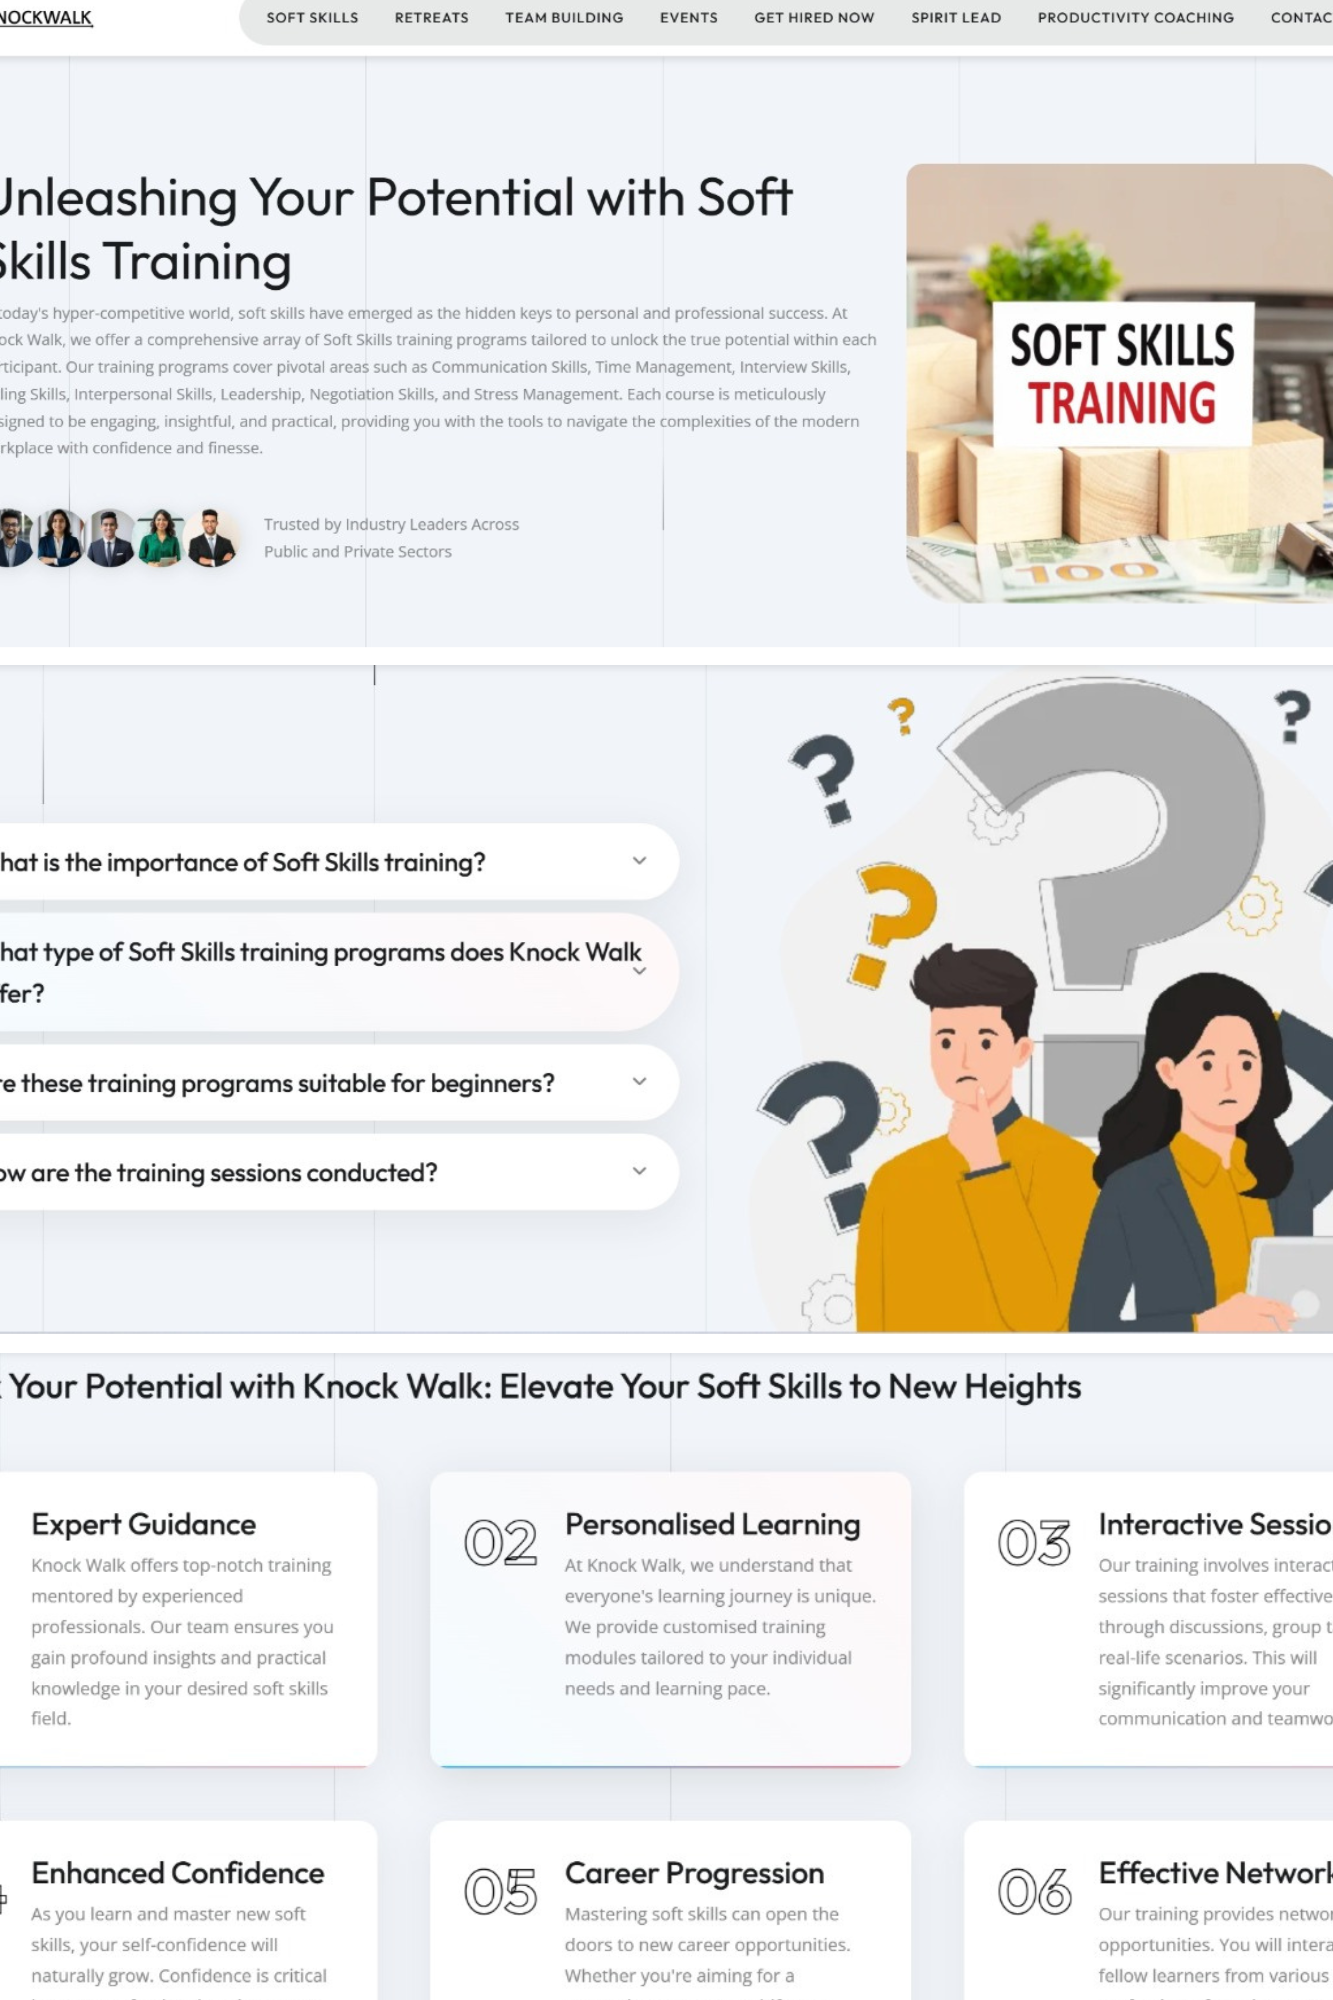 NOCKWALK
SOFT SKILLS RETREATS TEAM BUILDING EVENTS GET HIRED NOW SPIRIT LEAD PRODUCTIVITY COACHING CONTAC
Unleashing Your Potential with Soft
Skills Training
today's hyper-competitive world, soft skills have emerged as the hidden keys to personal and professional success. At
ock Walk, we offer a comprehensive array of Soft Skills training programs tailored to unlock the true potential within each
rticipant. Our training programs cover pivotal areas such as Communication Skills, Time Management, Interview Skills,
ling Skills, Interpersonal Skills, Leadership, Negotiation Skills, and Stress Management. Each course is meticulously
signed to be engaging, insightful, and practical, providing you with the tools to navigate the complexities of the modern
rkplace with confidence and finesse.
Trusted by Industry Leaders Across
Public and Private Sectors
SOFT SKILLS
TRAINING
100
hat is the importance of Soft Skills training?
hat type of Soft Skills training programs does Knock Walk
fer?
re these training programs suitable for beginners?
ow are the training sessions conducted?
Your Potential with Knock Walk: Elevate Your Soft Skills to New Heights
Expert Guidance
Knock Walk offers top-notch training
mentored by experienced
professionals. Our team ensures you
gain profound insights and practical
knowledge in your desired soft skills
field.
02
Personalised Learning
At Knock Walk, we understand that
everyone's learning journey is unique.
We provide customised training
modules tailored to your individual
needs and learning pace.
03
Interactive Sessio
Our training involves interact
sessions that foster effective
through discussions, group t
real-life scenarios. This will
significantly improve your
communication and teamwo
Enhanced Confidence
As you learn and master new soft
skills, your self-confidence will
naturally grow. Confidence is critical
05
Career Progression
Mastering soft skills can open the
doors to new career opportunities.
Whether you're aiming for a
06
Effective Network
Our training provides networ
opportunities. You will intera
fellow learners from various